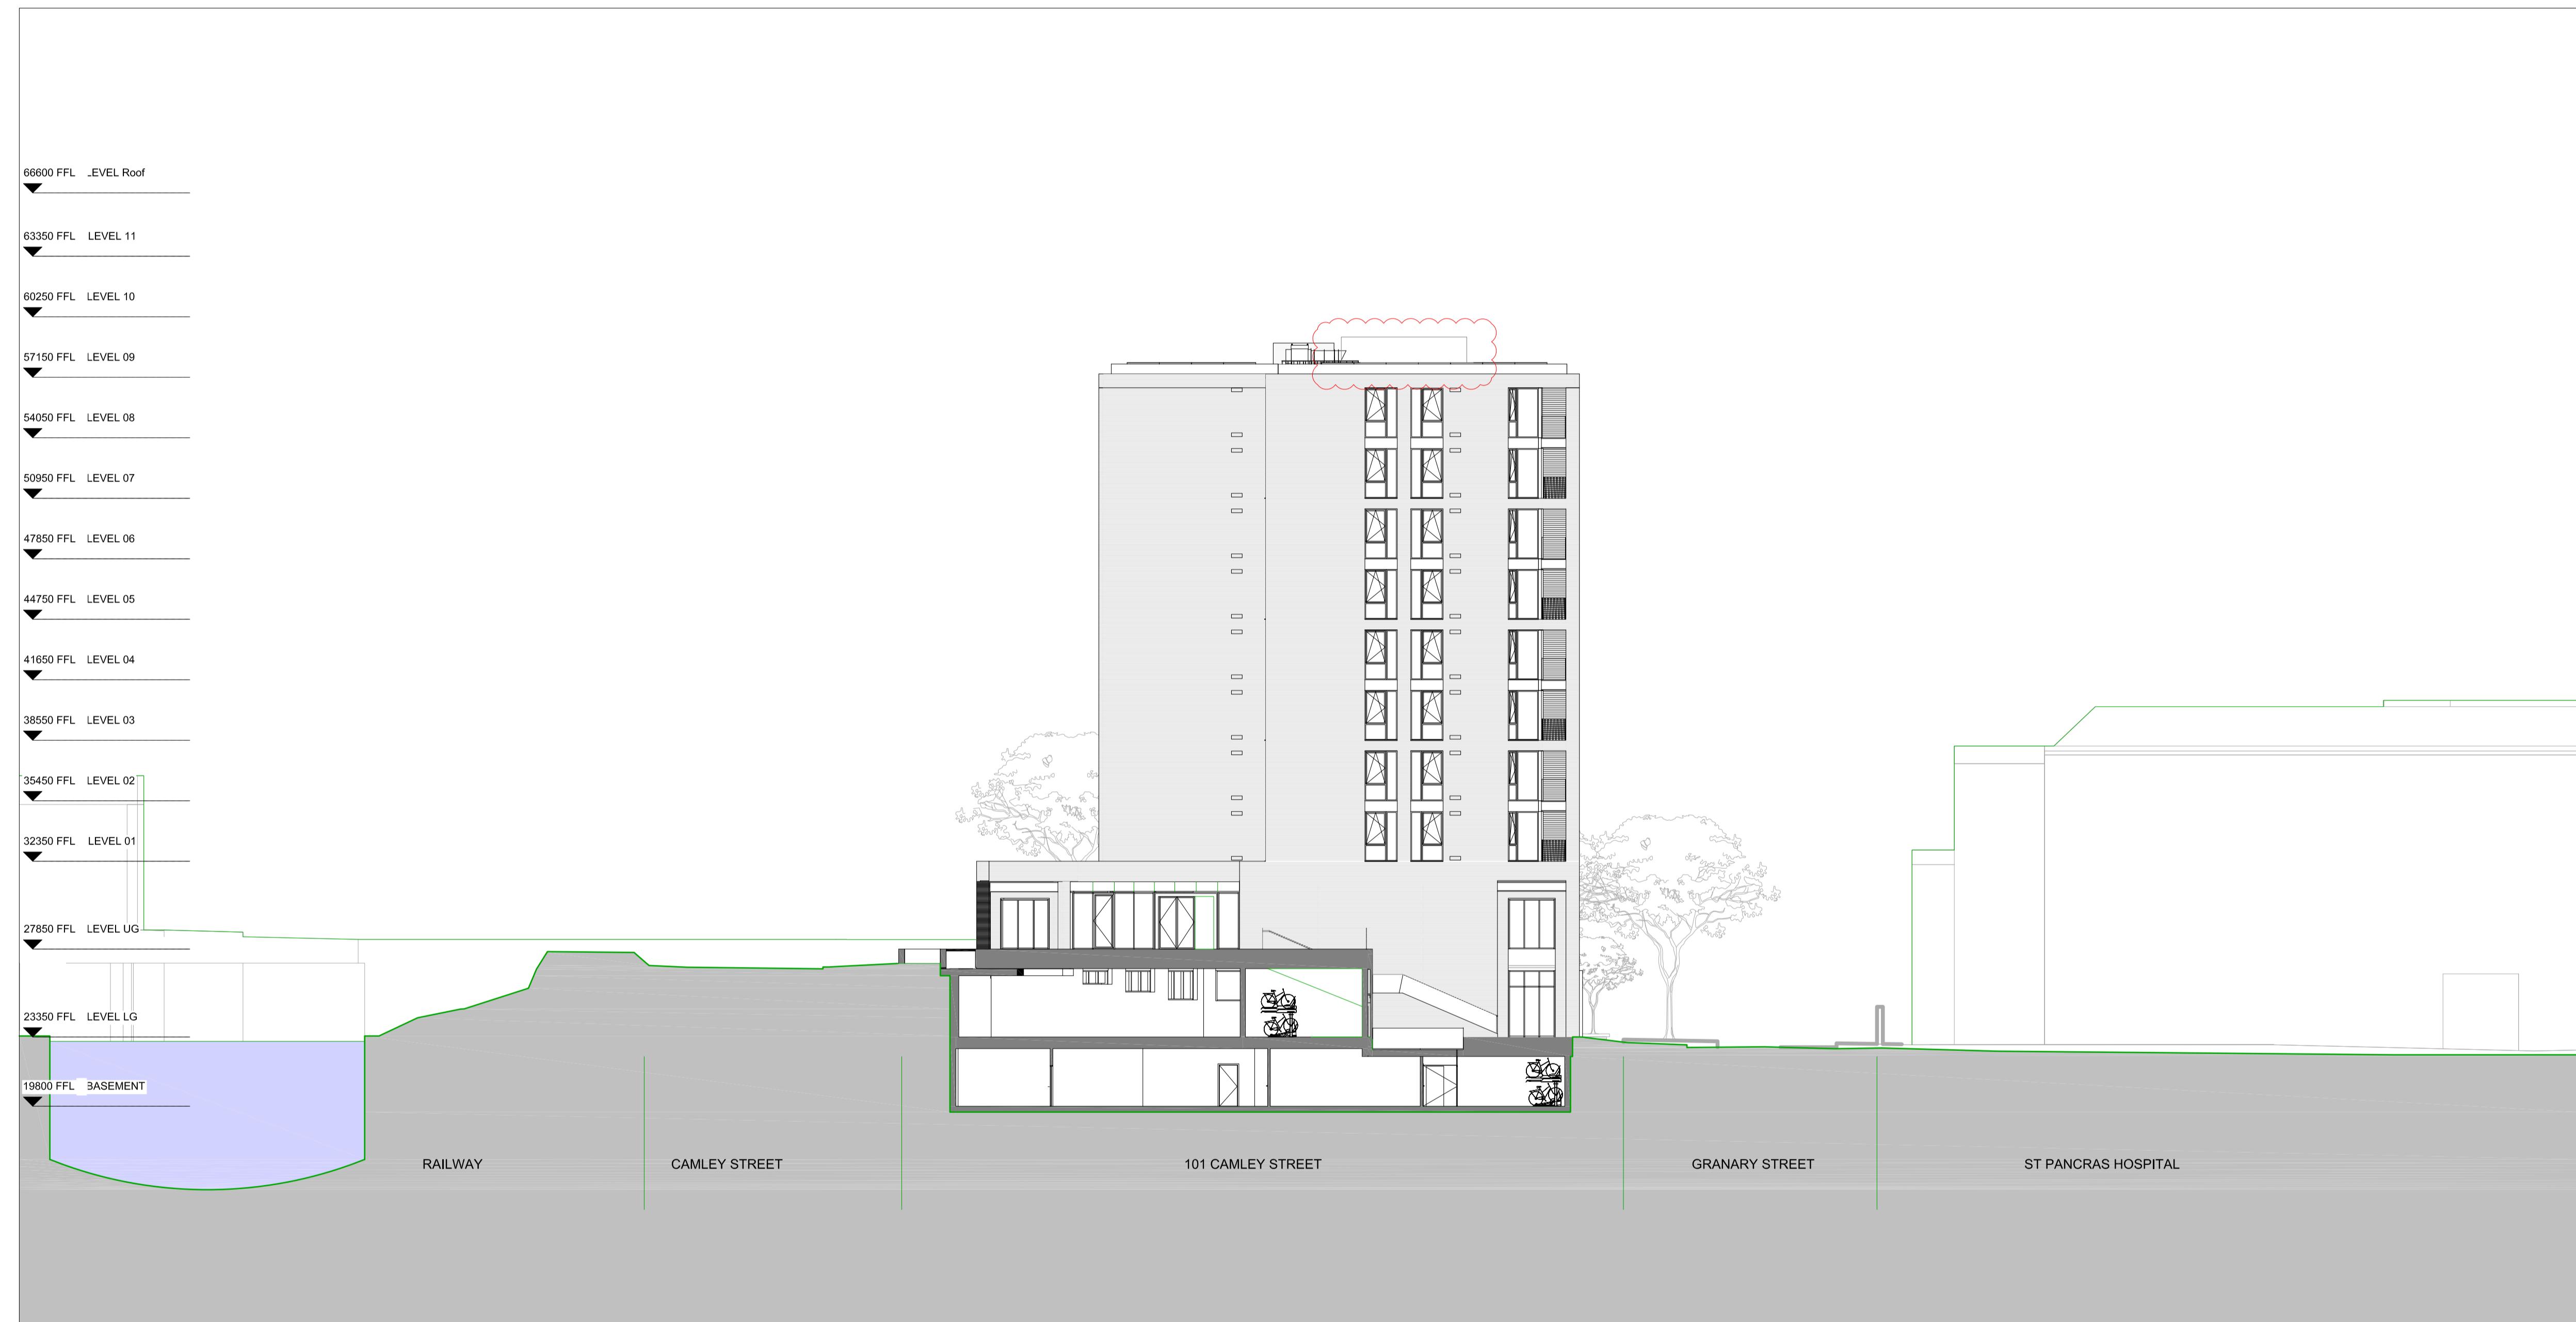 66600 FFL LEVEL Roof
63350 FFL LEVEL 11
60250 FFL LEVEL 10
57150 FFL LEVEL 09
54050 FFL LEVEL 08
50950 FFL LEVEL 07
47850 FFL LEVEL 06
44750 FFL LEVEL 05
41650 FFL LEVEL 04
38550 FFL LEVEL 03
35450 FFL LEVEL 02
32350 FFL LEVEL 01
27850 FFL LEVEL UG
23350 FFL LEVEL LG
19800 FFL BASEMENT
RAILWAY
CAMLEY STREET
101 CAMLEY STREET
GRANARY STREET
ST PANCRAS HOSPITAL